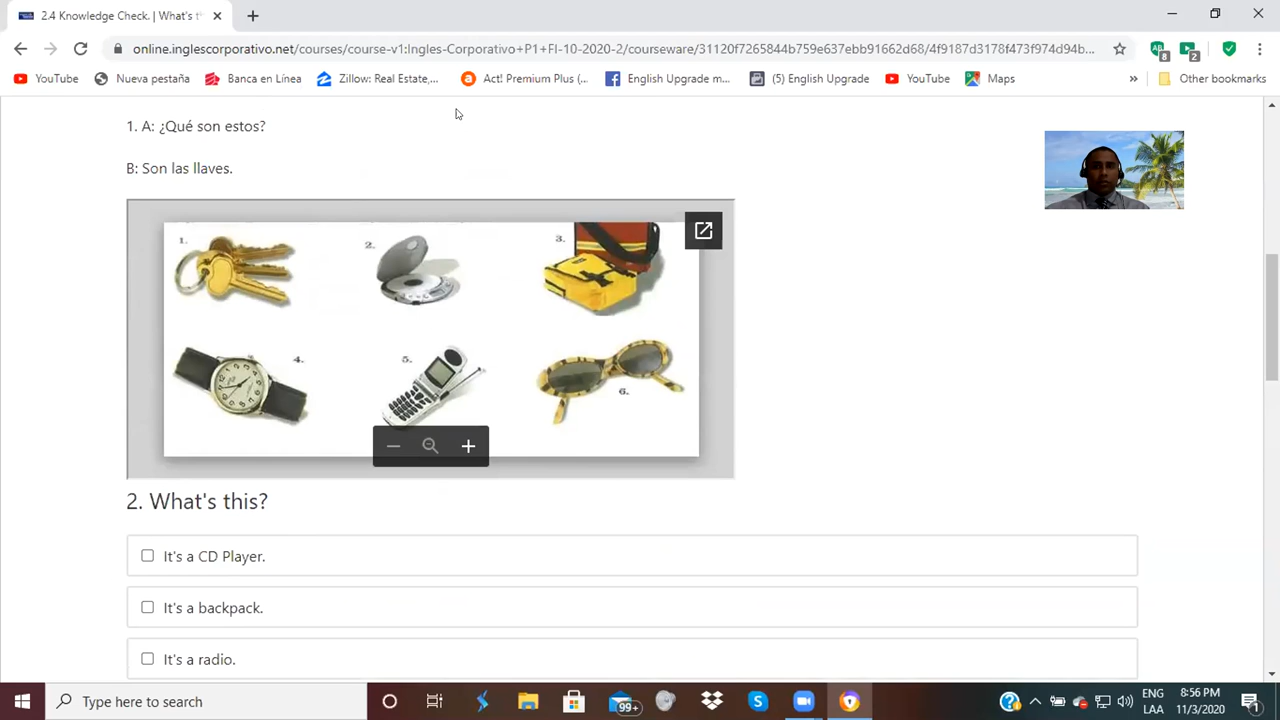 2.4 Knowledge Check. | What's t
online.inglescorporativo.net/courses/course-v1:Ingles-Corporativo+P1+FI-10-2020-2/courseware/31120f7265844b759e637ebb91662d68/4f9187d3178f473f974d94b...
8
2
YouTube
Nueva pestaña
Banca en Línea
Zillow: Real Estate,...
Act! Premium Plus (...
English Upgrade m...
(5) English Upgrade
YouTube
Maps
»
Other bookmarks
1. A: ¿Qué son estos?
B: Son las llaves.
1.
2.
3.
4.
5.
6.
2. What's this?
It's a CD Player.
It's a backpack.
It's a radio.
Type here to search
99+
ENG
LAA
8:56 PM
11/3/2020
1